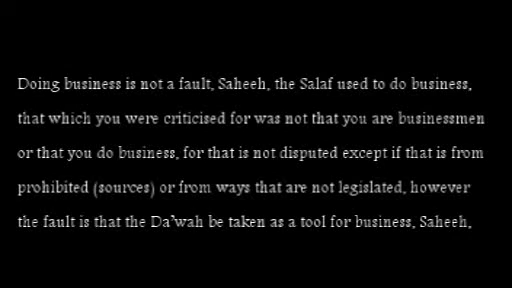 Doing business is not a fault, Saheeh, the Salaf used to do business,
that which you were criticised for was not that you are businessmen
or that you do business, for that is not disputed except if that is from
prohibited (sources) or from ways that are not legislated, however
the fault is that the Da'wah be taken as a tool for business, Saheeh,